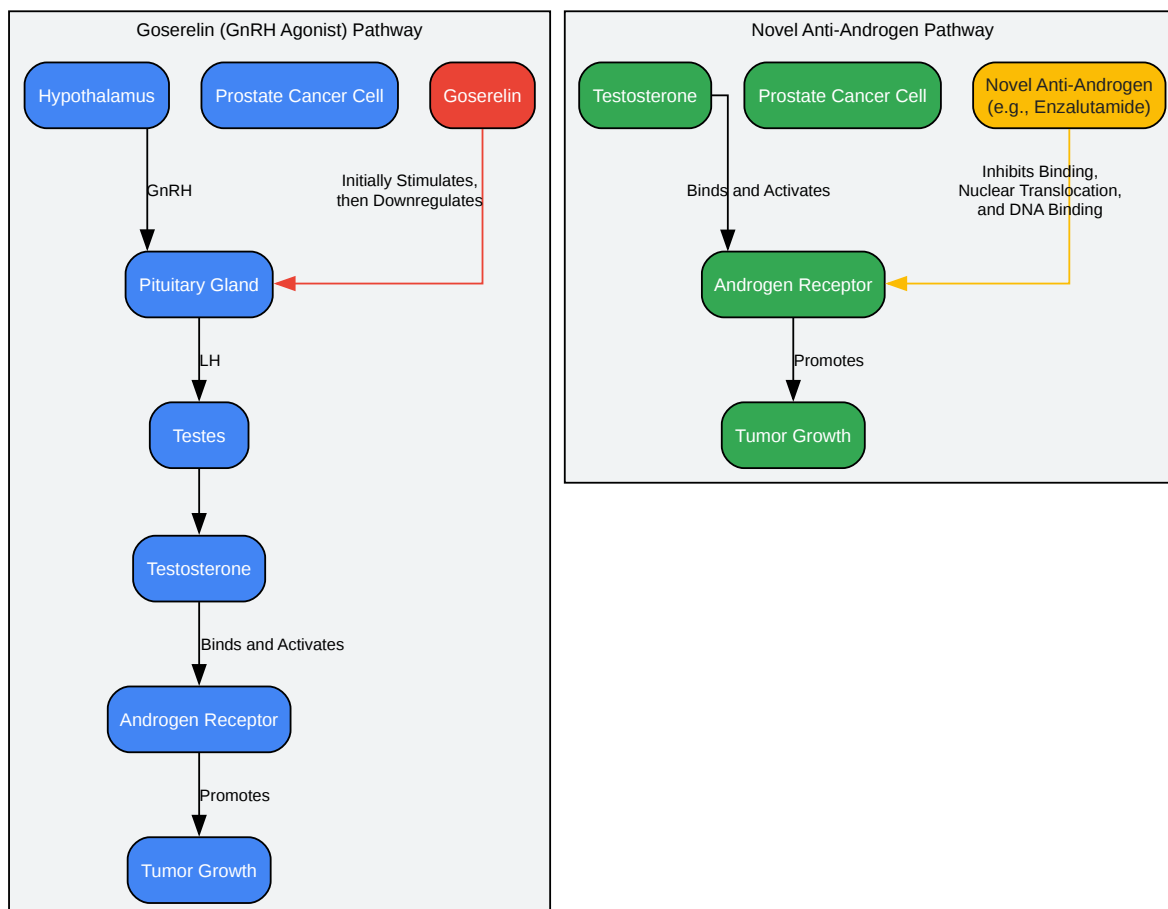 Goserelin (GnRH Agonist) Pathway
Hypothalamus
Prostate Cancer Cell
Goserelin
GnRH
Initially Stimulates,
then Downregulates
Pituitary Gland
LH
Testes
Testosterone
Binds and Activates
Androgen Receptor
Promotes
Tumor Growth
Novel Anti-Androgen Pathway
Testosterone
Prostate Cancer Cell
Novel Anti-Androgen
(e.g., Enzalutamide)
Binds and Activates
Inhibits Binding,
Nuclear Translocation,
and DNA Binding
Androgen Receptor
Promotes
Tumor Growth